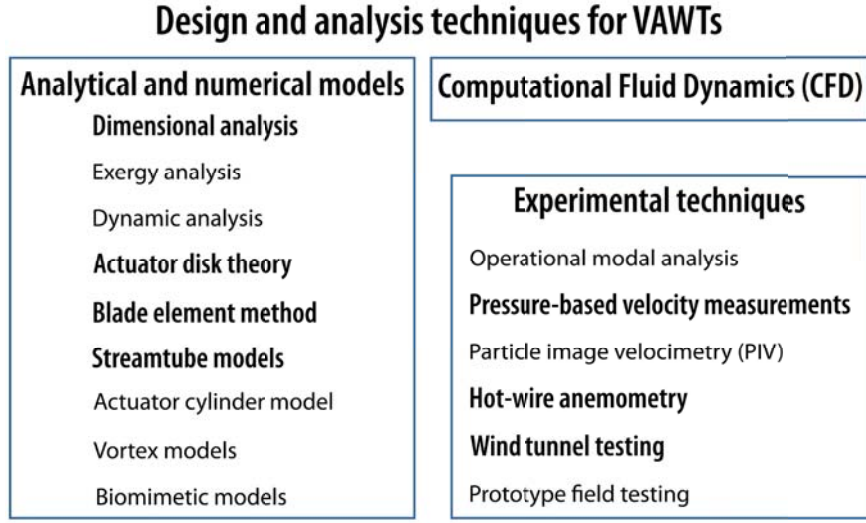 Design and analysis techniques for VAWTs
Analytical and numerical models
Dimensional analysis
Exergy analysis
Dynamic analysis
Actuator disk theory
Blade element method
Streamtube models
Actuator cylinder model
Vortex models
Biomimetic models
Computational Fluid Dynamics (CFD)
Experimental techniques
Operational modal analysis
Pressure-based velocity measurements
Particle image velocimetry (PIV)
Hot-wire anemometry
Wind tunnel testing
Prototype field testing